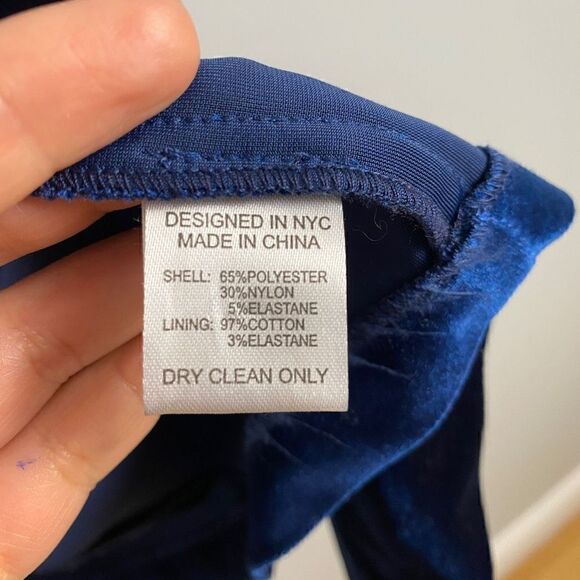 DESIGNED IN NYC
MADE IN CHINA
SHELL: 65%POLYESTER
30%NYLON
5%ELASTANE
LINING: 97%COTTON
3%ELASTANE
DRY CLEAN ONLY